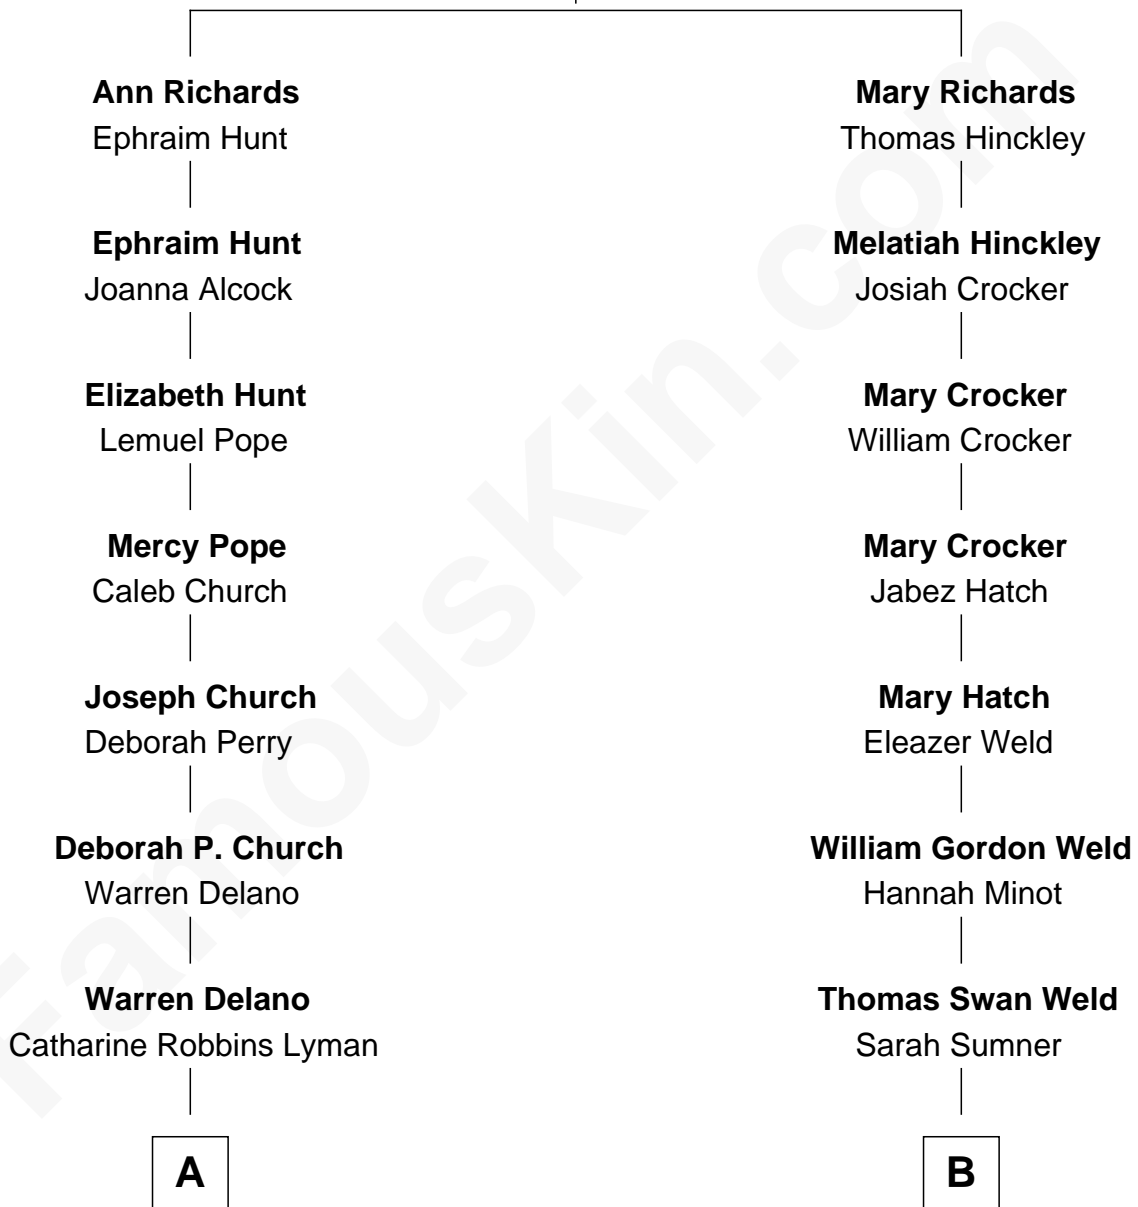 Ann Richards
Ephraim Hunt
Mary Richards
Thomas Hinckley
Ephraim Hunt
Joanna Alcock
Melatiah Hinckley
Josiah Crocker
Elizabeth Hunt
Lemuel Pope
Mary Crocker
William Crocker
Mercy Pope
Caleb Church
Mary Crocker
Jabez Hatch
Joseph Church
Deborah Perry
Mary Hatch
Eleazer Weld
Deborah P. Church
Warren Delano
William Gordon Weld
Hannah Minot
Warren Delano
Catharine Robbins Lyman
Thomas Swan Weld
Sarah Sumner
A
B
FamousKin.com